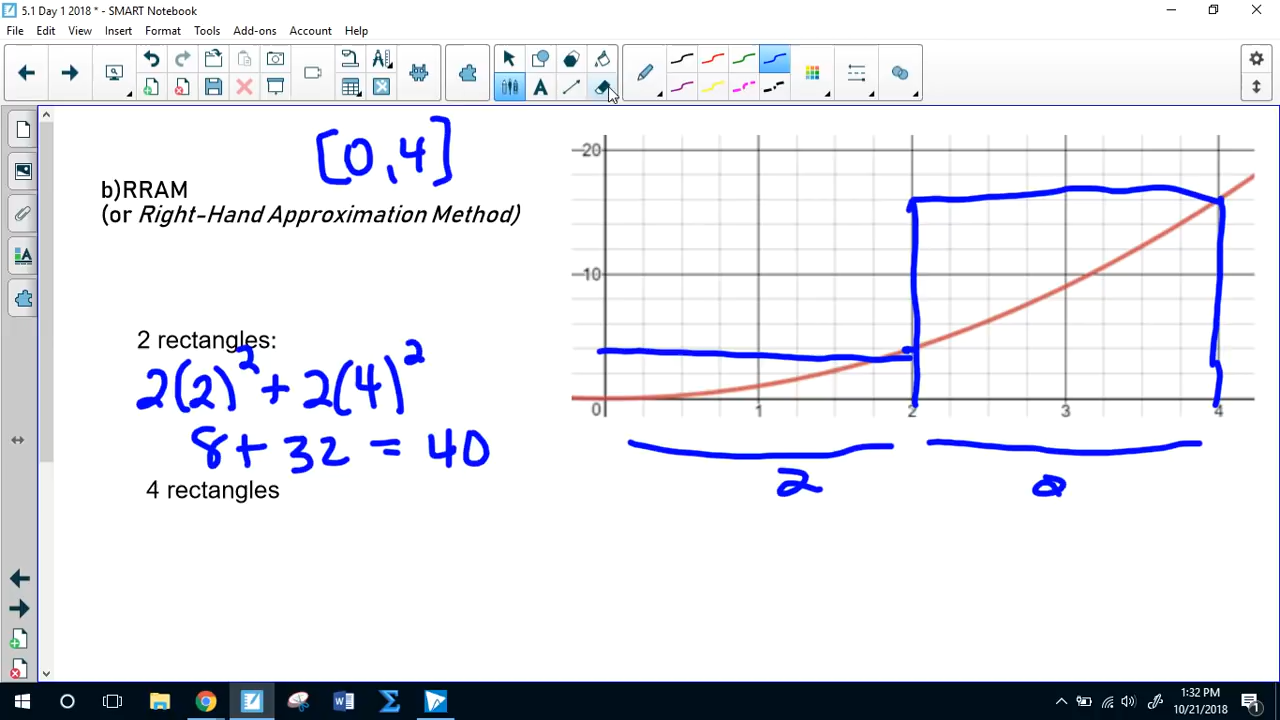 5.1 Day 1 2018 * - SMART Notebook
File Edit View Insert Format Tools Add-ons Account Help
[0,4]
b)RRAM
(or Right-Hand Approximation Method)
2 rectangles:
2(2)² + 2(4)²
8 + 32 = 40
4 rectangles
20
10
0 1 2 3 4
2 2
1:32 PM
10/21/2018